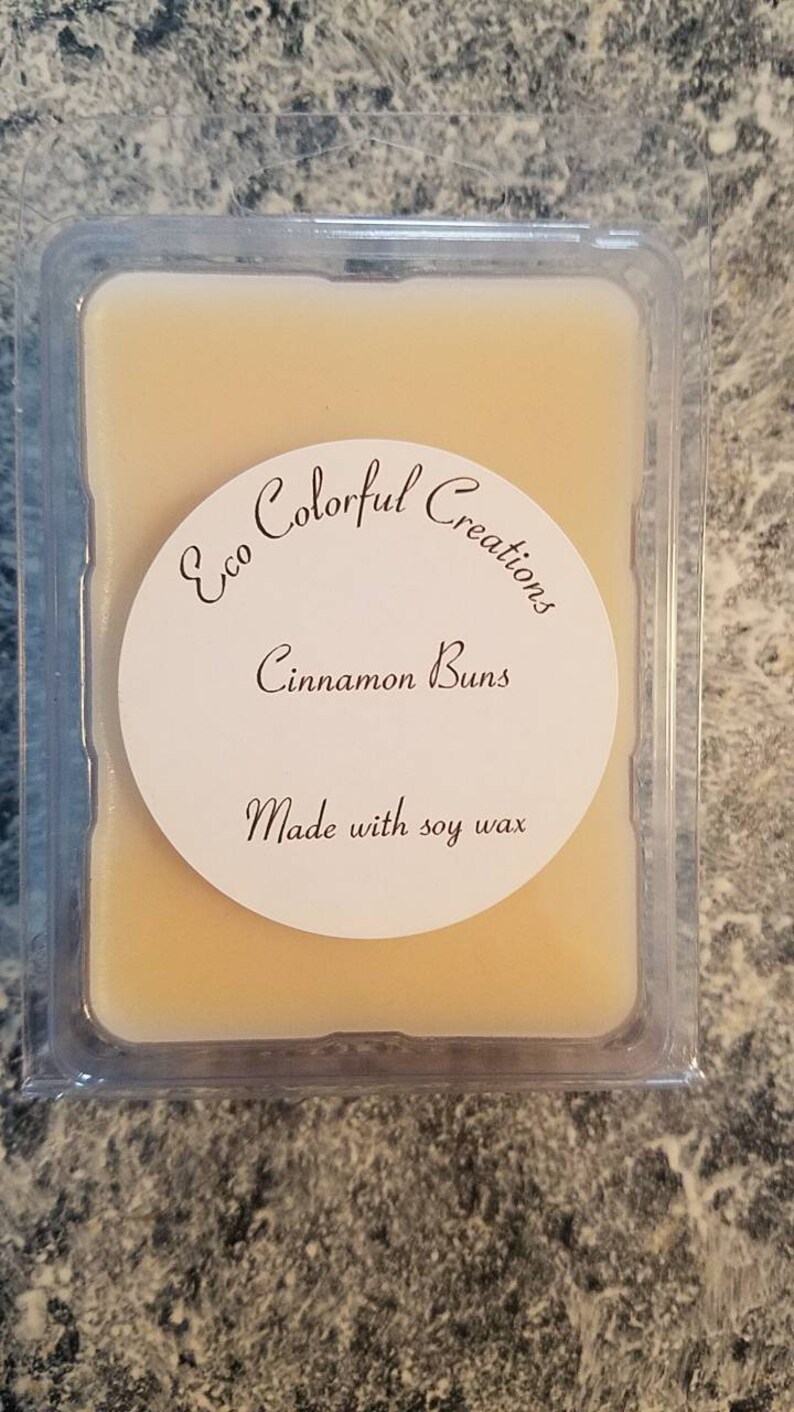 Eco Colorful Creations
Cinnamon Buns
Made with soy wax